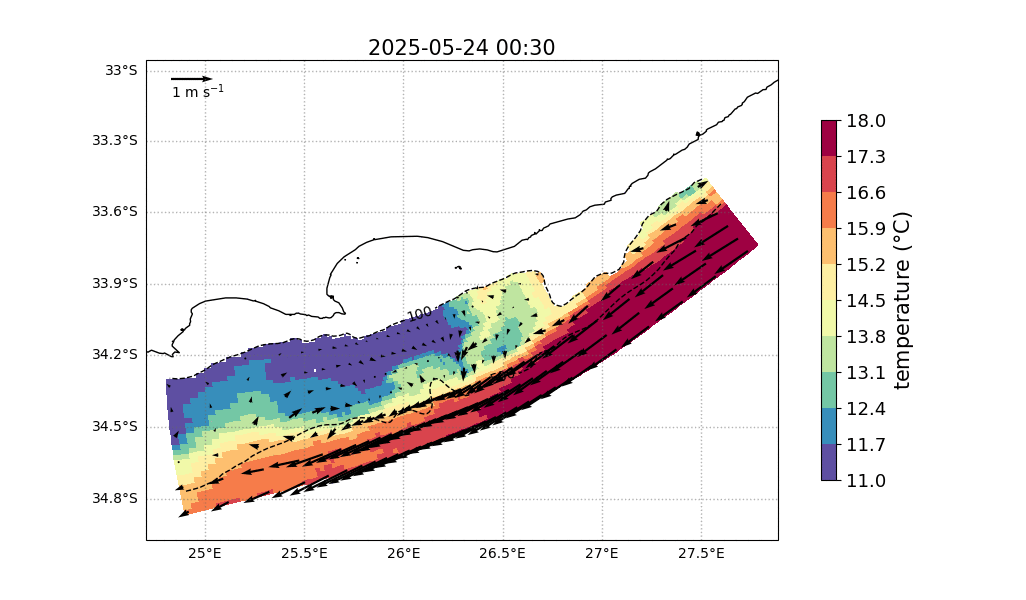 2025-05-24 00:30
33°S
33.3°S
33.6°S
33.9°S
34.2°S
34.5°S
34.8°S
1 m s⁻¹
100
25°E
25.5°E
26°E
26.5°E
27°E
27.5°E
18.0
17.3
16.6
15.9
15.2
14.5
13.8
13.1
12.4
11.7
11.0
temperature (°C)